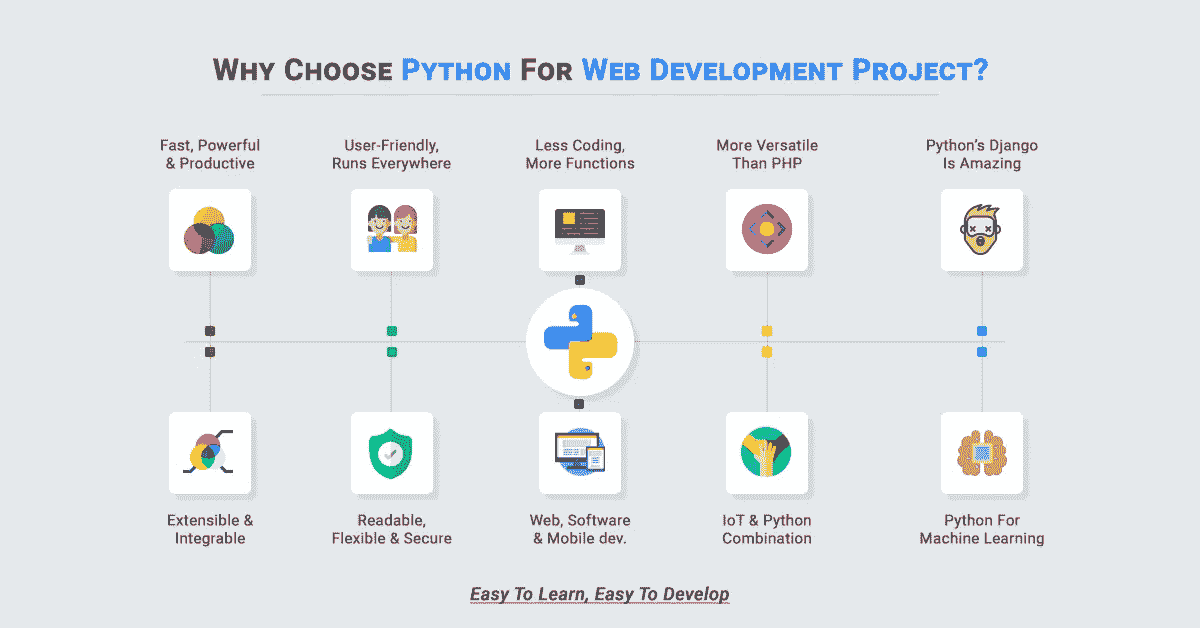 Why Choose Python For Web Development Project?
Fast, Powerful
& Productive
User-Friendly,
Runs Everywhere
Less Coding,
More Functions
More Versatile
Than PHP
Python's Django
Is Amazing
Extensible &
Integrable
Readable,
Flexible & Secure
Web, Software
& Mobile dev.
IoT & Python
Combination
Python For
Machine Learning
Easy To Learn, Easy To Develop